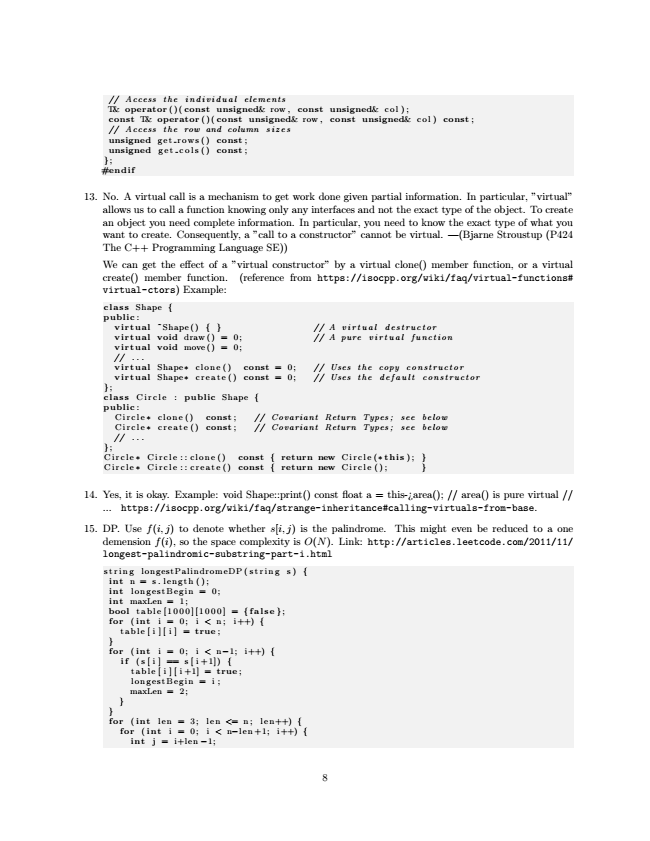 // Access the individual elements
T& operator()(const unsigned& row, const unsigned& col);
const T& operator()(const unsigned& row, const unsigned& col) const;
// Access the row and column sizes
unsigned get_rows() const;
unsigned get_cols() const;
};
#endif
13. No. A virtual call is a mechanism to get work done given partial information. In particular, ”virtual”
allows us to call a function knowing only any interfaces and not the exact type of the object. To create
an object you need complete information. In particular, you need to know the exact type of what you
want to create. Consequently, a ”call to a constructor” cannot be virtual. —(Bjarne Stroustup (P424
The C++ Programming Language SE))
We can get the effect of a ”virtual constructor” by a virtual clone() member function, or a virtual
create() member function. (reference from https://isocpp.org/wiki/faq/virtual-functions#
virtual-ctors) Example:
class Shape {
public:
virtual ~Shape() { } // A virtual destructor
virtual void draw() = 0; // A pure virtual function
virtual void move() = 0;
// ...
virtual Shape* clone() const = 0; // Uses the copy constructor
virtual Shape* create() const = 0; // Uses the default constructor
};
class Circle : public Shape {
public:
Circle* clone() const; // Covariant Return Types; see below
Circle* create() const; // Covariant Return Types; see below
// ...
};
Circle* Circle::clone() const { return new Circle(*this); }
Circle* Circle::create() const { return new Circle(); }
14. Yes, it is okay. Example: void Shape::print() const float a = this-¿area(); // area() is pure virtual //
... https://isocpp.org/wiki/faq/strange-inheritance#calling-virtuals-from-base.
15. DP. Use f(i, j) to denote whether s[i, j) is the palindrome. This might even be reduced to a one
demension f(i), so the space complexity is O(N). Link: http://articles.leetcode.com/2011/11/
longest-palindromic-substring-part-i.html
string longestPalindromeDP(string s) {
int n = s.length();
int longestBegin = 0;
int maxLen = 1;
bool table[1000][1000] = {false};
for (int i = 0; i < n; i++) {
table[i][i] = true;
}
for (int i = 0; i < n-1; i++) {
if (s[i] == s[i+1]) {
table[i][i+1] = true;
longestBegin = i;
maxLen = 2;
}
}
for (int len = 3; len <= n; len++) {
for (int i = 0; i < n-len+1; i++) {
int j = i+len-1;
8